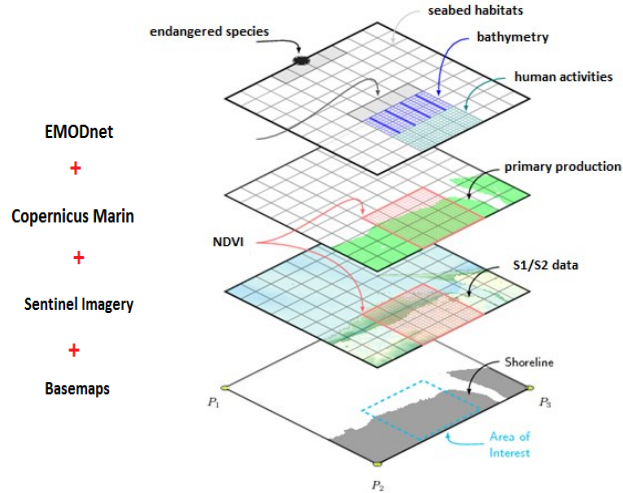 seabed habitats
endangered species
bathymetry
human activities
EMODnet
+
primary production
Copernicus Marin
NDVI
+
S1/S2 data
Sentinel Imagery
+
Shoreline
Basemaps
P1
P3
Area of
Interest
P2